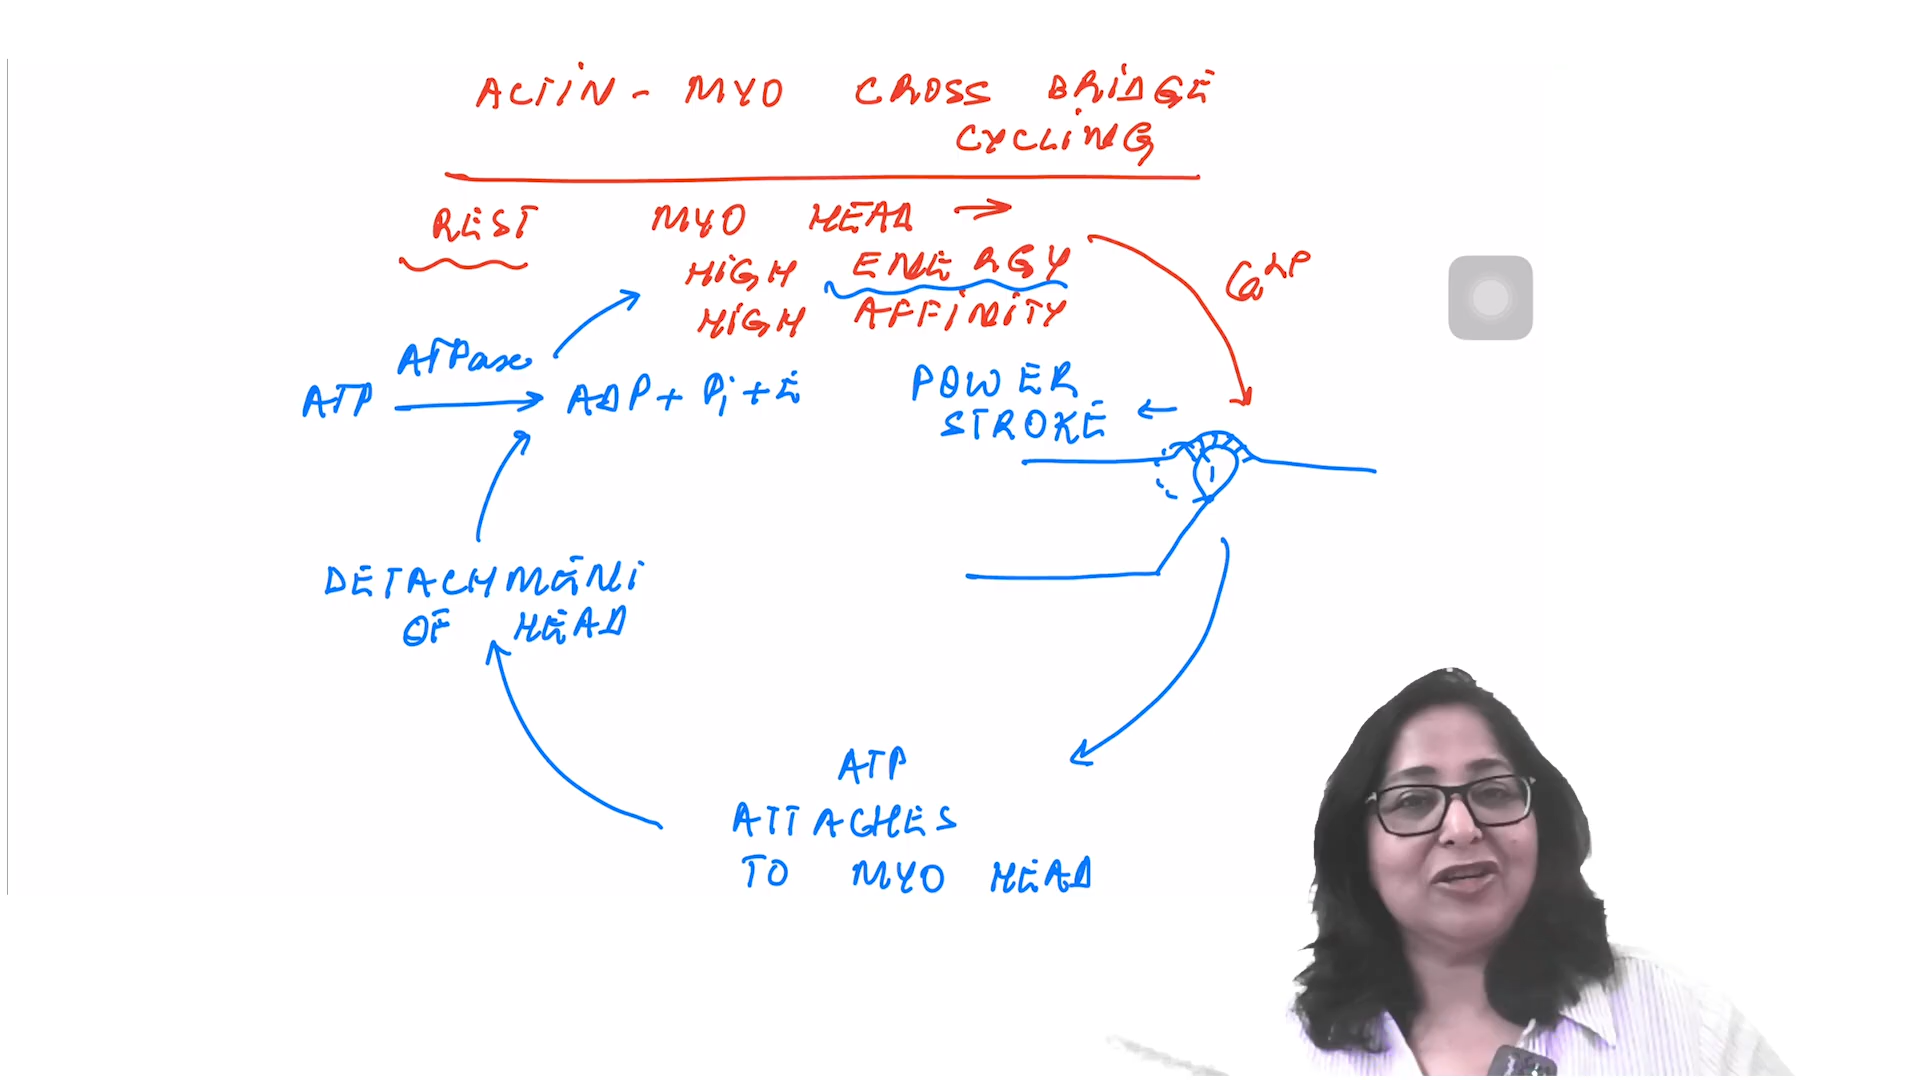 ACTIN - MYO CROSS BRIDGE
CYCLING
REST MYO HEAD →
HIGH ENERGY
HIGH AFFINITY
Ca2+
ATPase
ATP → ADP + Pi + E
POWER
STROKE ←
DETACHMENT
OF HEAD
ATP
ATTACHES
TO MYO HEAD